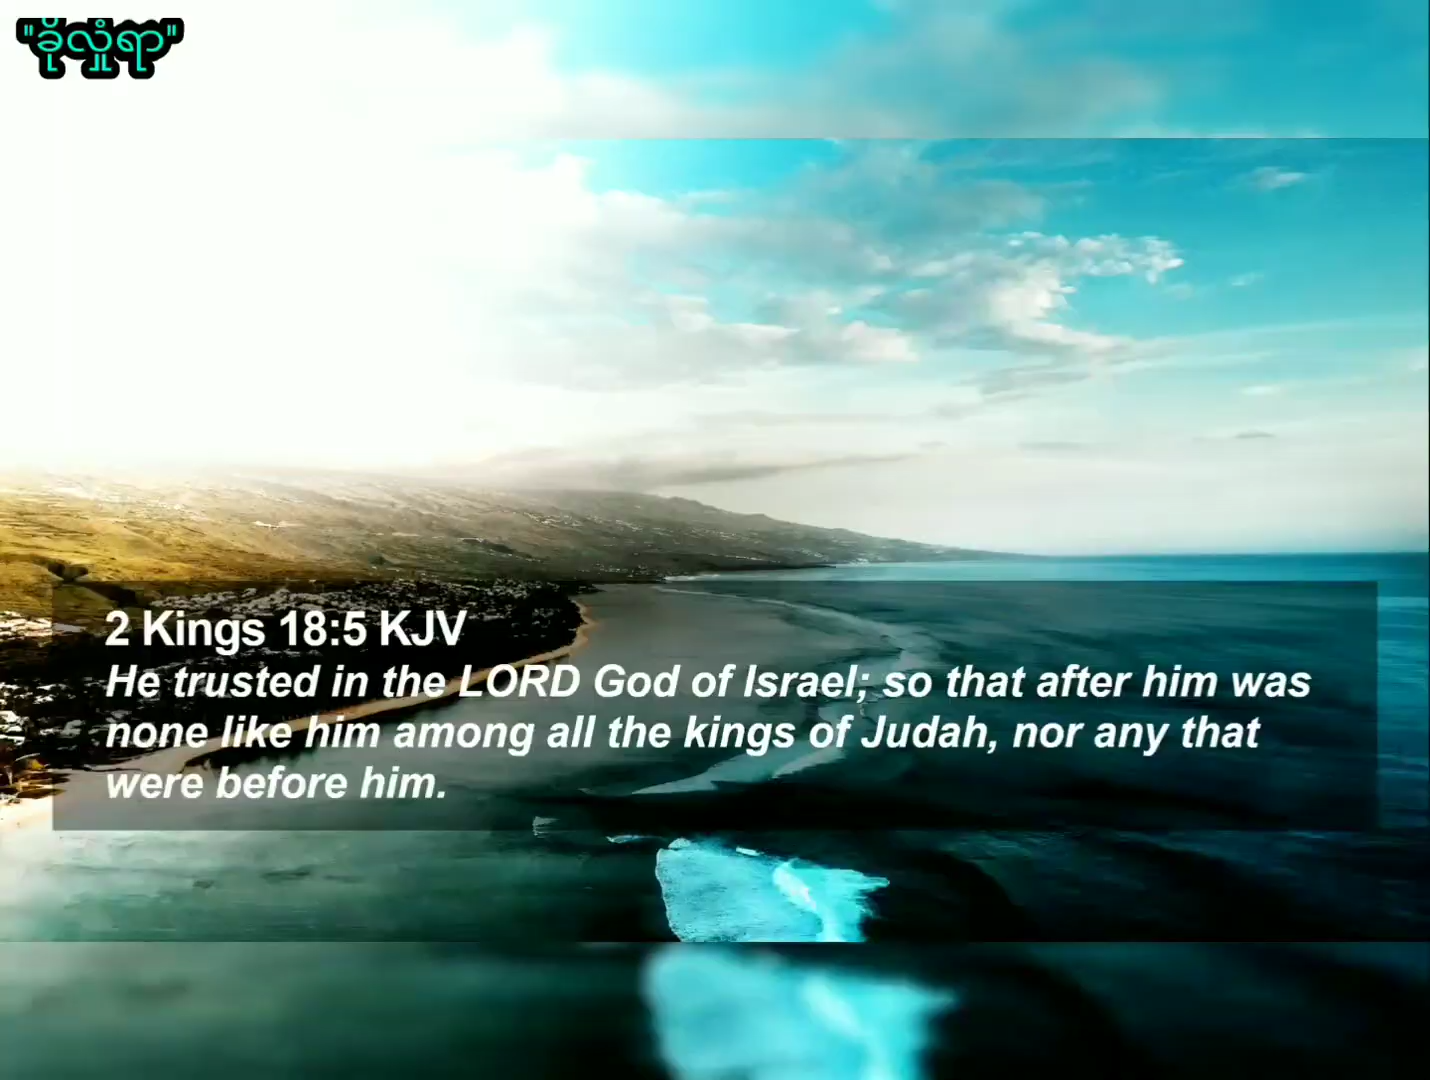 "ခိုလှုံရာ"
2 Kings 18:5 KJV
He trusted in the LORD God of Israel; so that after him was
none like him among all the kings of Judah, nor any that
were before him.